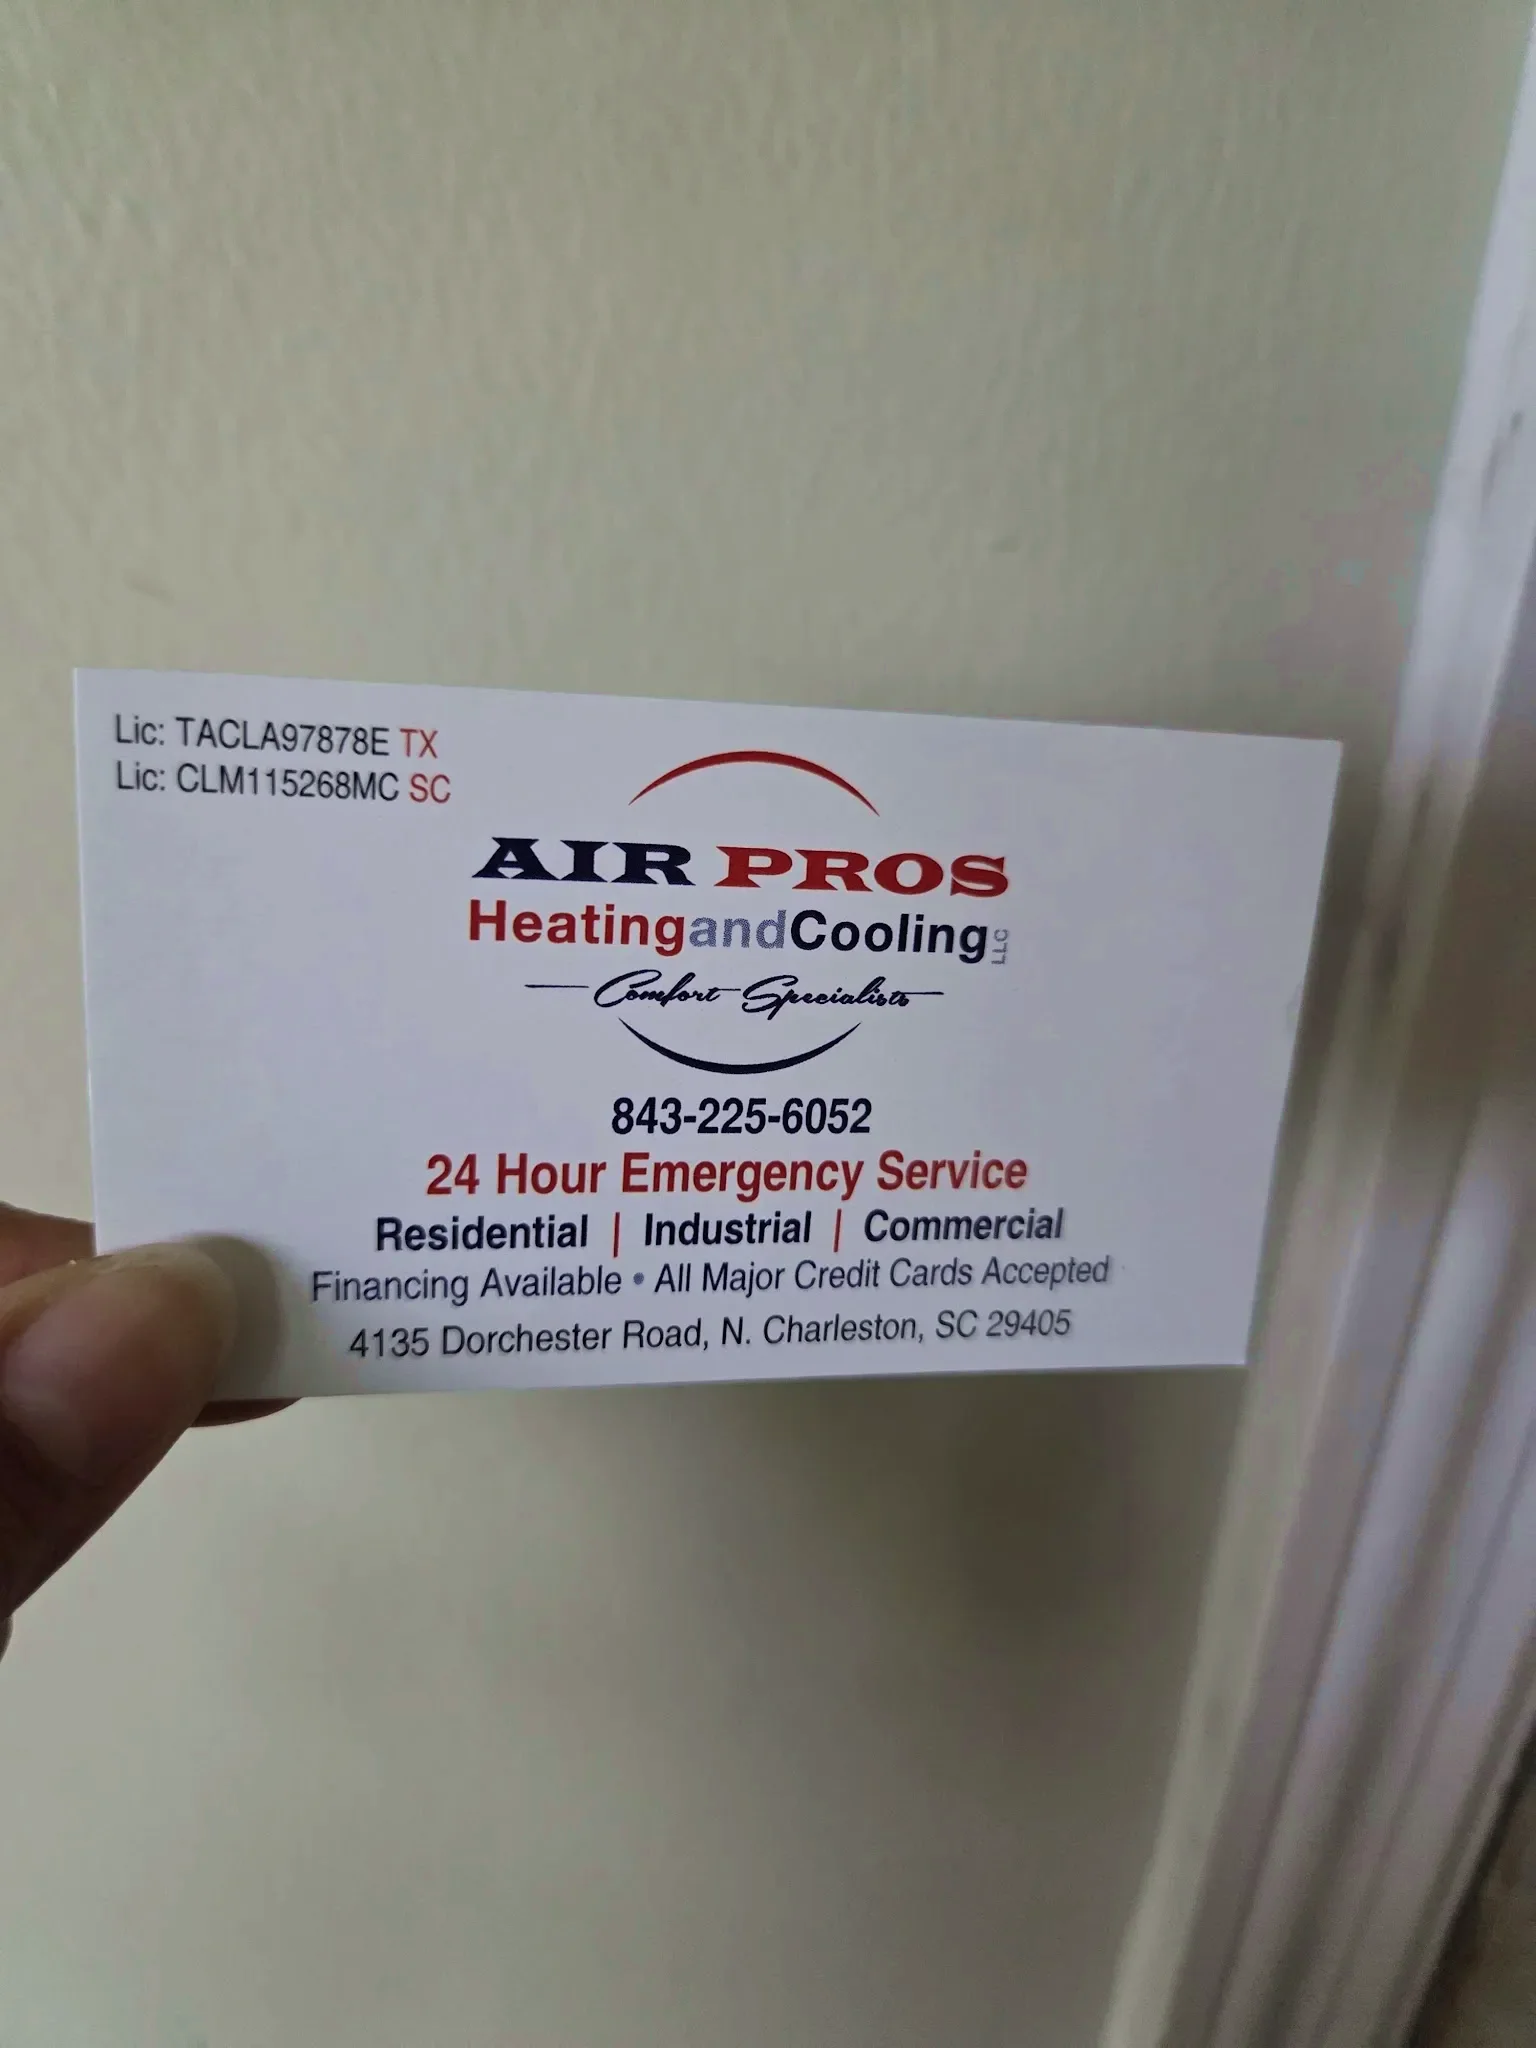 Lic: TACLA97878E TX
Lic: CLM115268MC SC
AIR PROS
HeatingandCooling LLC
Comfort Specialists
843-225-6052
24 Hour Emergency Service
Residential | Industrial | Commercial
Financing Available • All Major Credit Cards Accepted
4135 Dorchester Road, N. Charleston, SC 29405